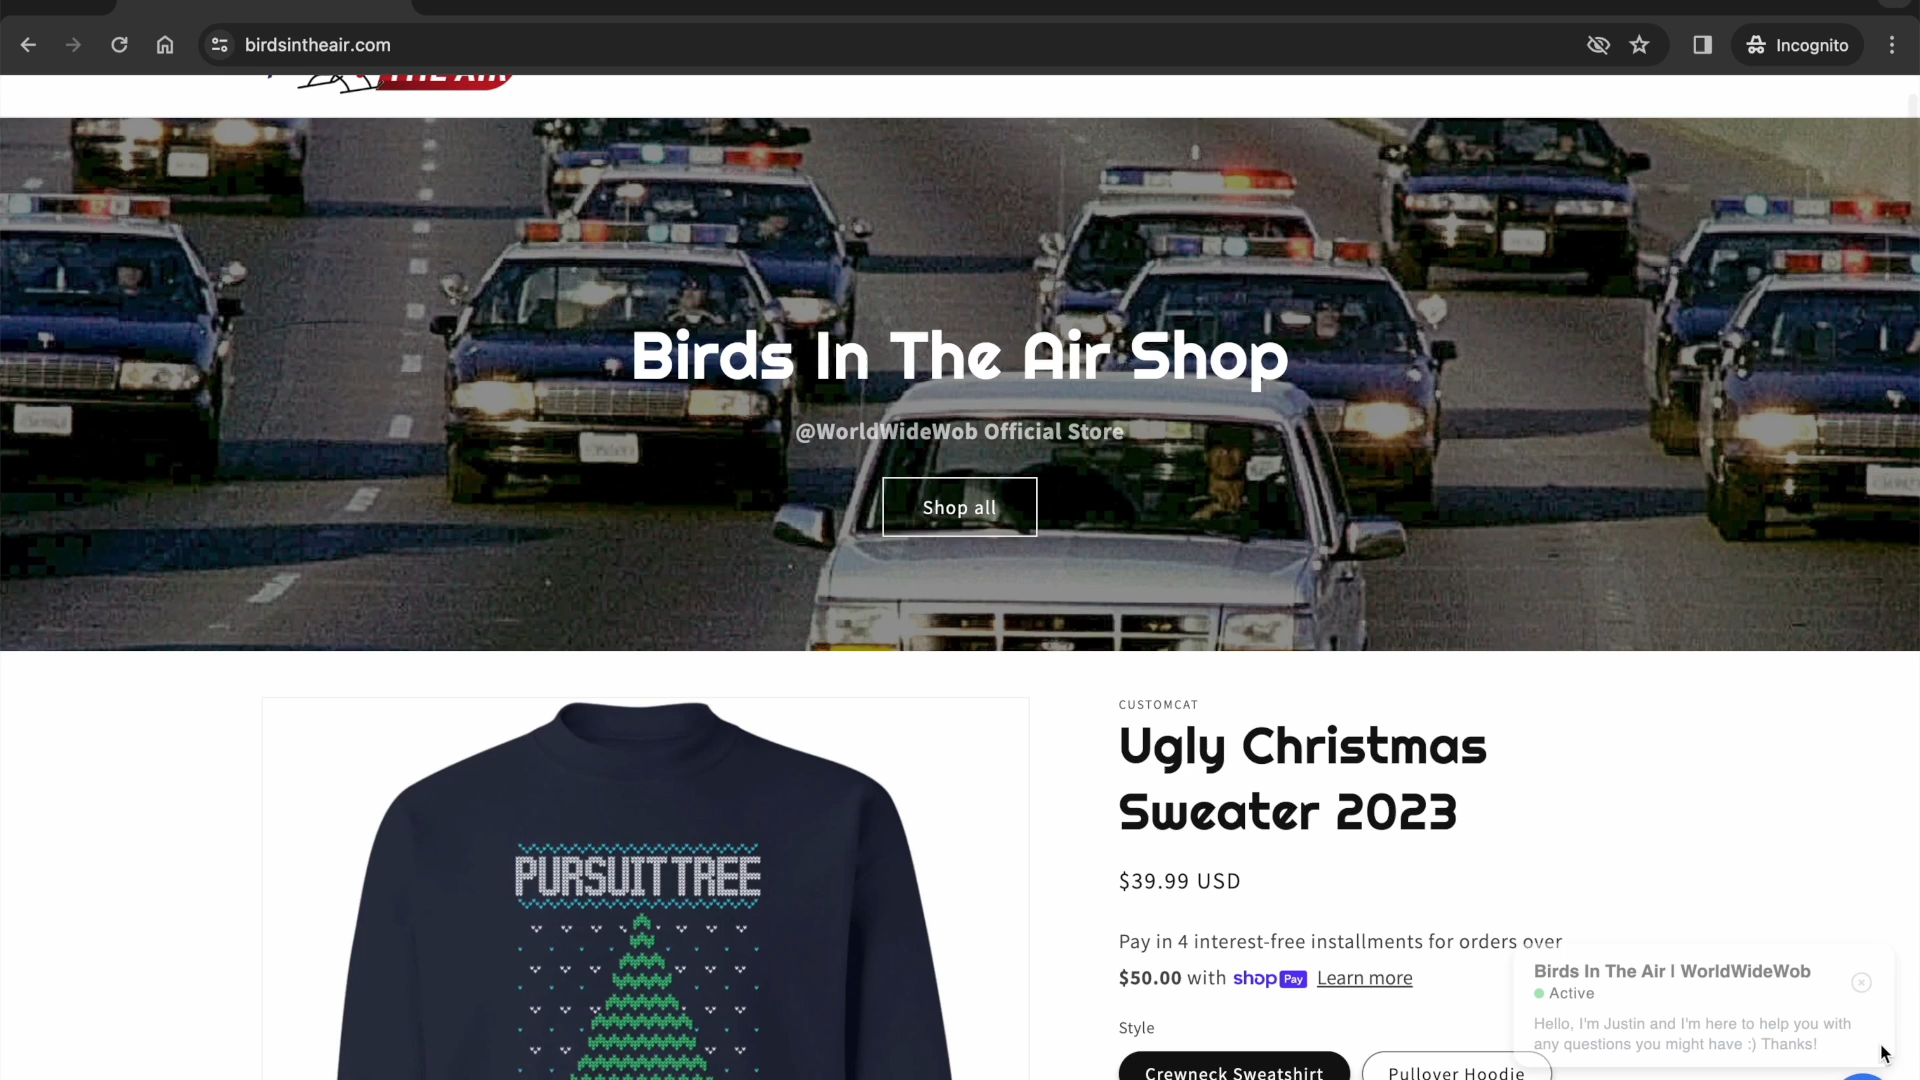 birdsintheair.com
Incognito
THE AIR
Birds In The Air Shop
@WorldWideWob Official Store
Shop all
CUSTOMCAT
Ugly Christmas
Sweater 2023
$39.99 USD
Pay in 4 interest-free installments for orders over
$50.00 with shop Pay Learn more
Style
Crewneck Sweatshirt
Pullover Hoodie
PURSUIT TREE
Birds In The Air | WorldWideWob
Active
Hello, I'm Justin and I'm here to help you with
any questions you might have :) Thanks!